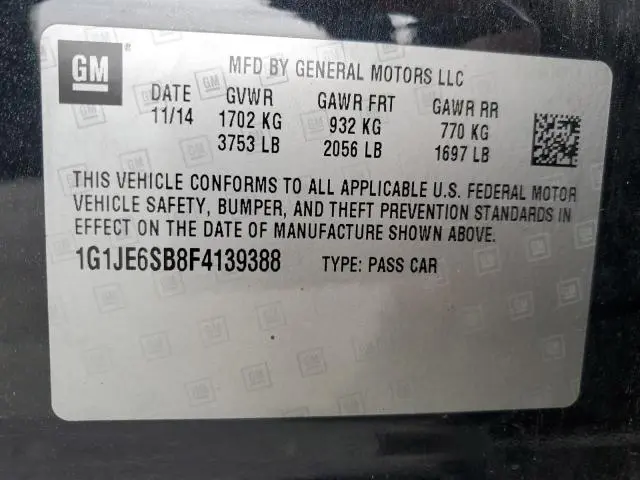 GM
MFD BY GENERAL MOTORS LLC
DATE GVWR GAWR FRT GAWR RR
11/14 1702 KG 932 KG 770 KG
3753 LB 2056 LB 1697 LB
THIS VEHICLE CONFORMS TO ALL APPLICABLE U.S. FEDERAL MOTOR
VEHICLE SAFETY, BUMPER, AND THEFT PREVENTION STANDARDS IN
EFFECT ON THE DATE OF MANUFACTURE SHOWN ABOVE.
1G1JE6SB8F4139388 TYPE: PASS CAR